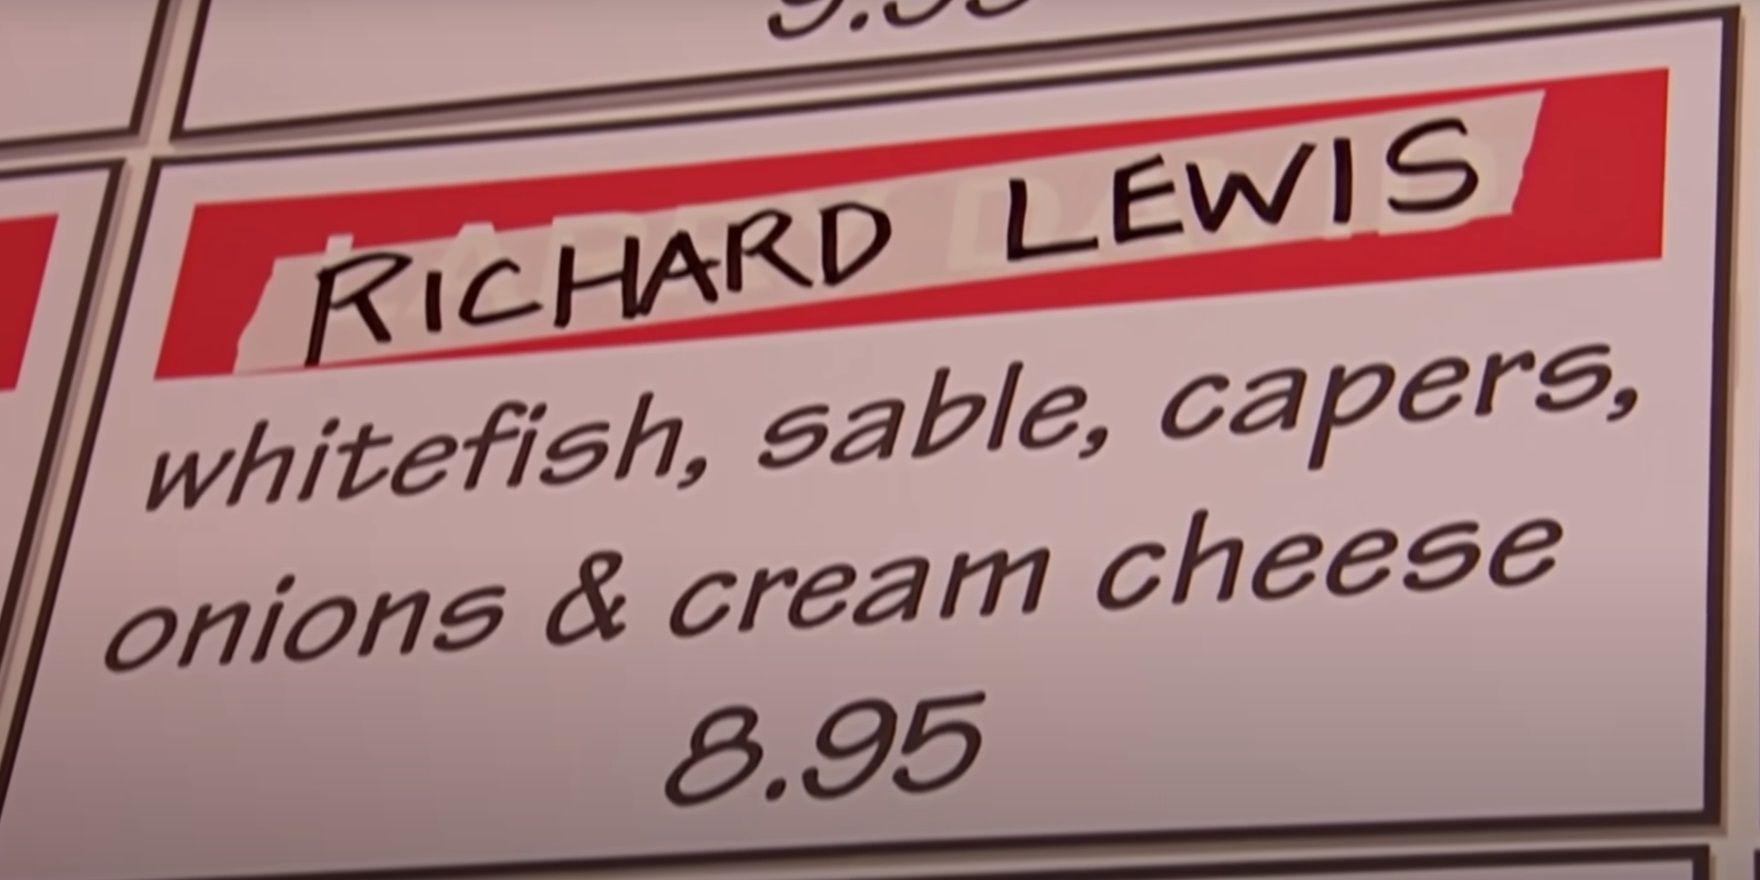 RICHARD LEWIS
whitefish, sable, capers,
onions & cream cheese
8.95